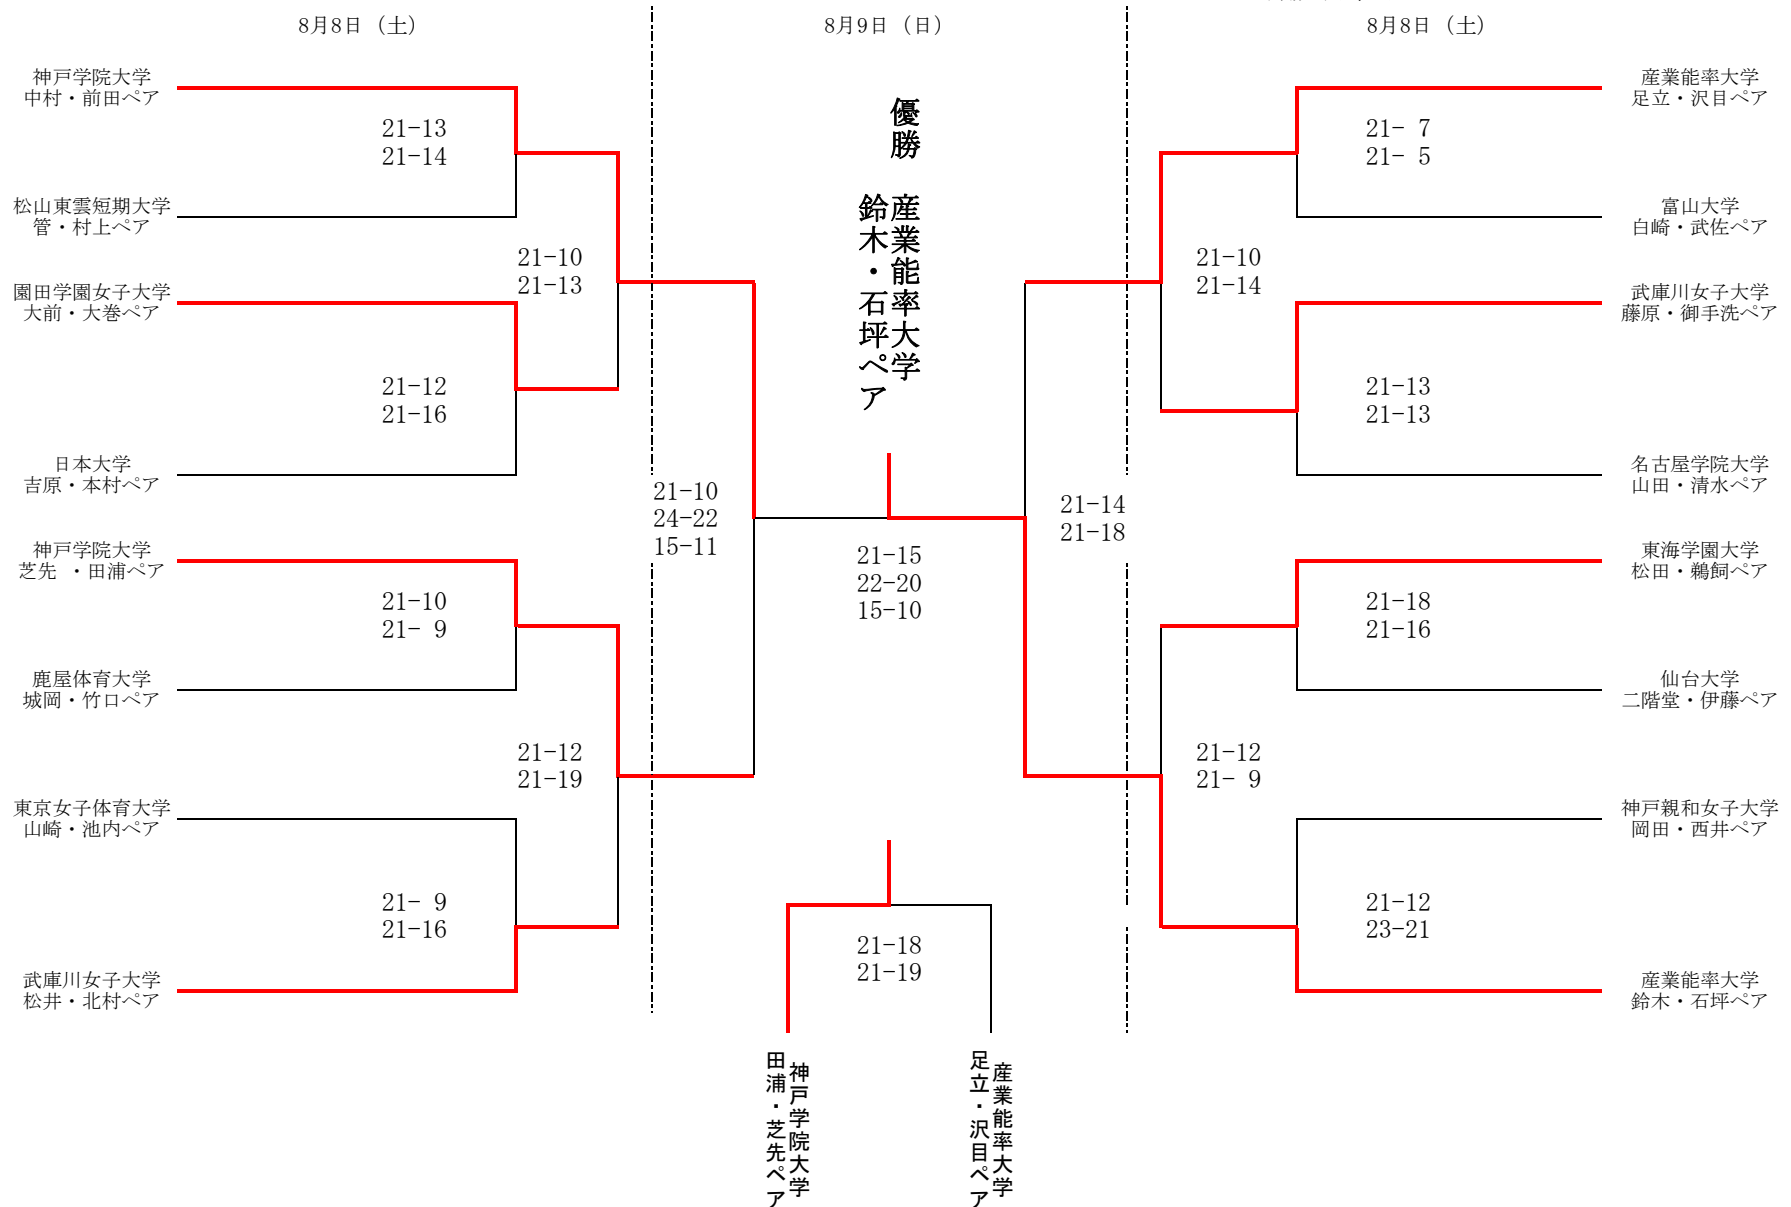 8月8日（土）
8月9日（日）
8月8日（土）
神戸学院大学
中村・前田ペア
21-13
21-14
松山東雲短期大学
管・村上ペア
21-10
21-13
園田学園女子大学
大前・大巻ペア
21-12
21-16
日本大学
吉原・本村ペア
21-10
24-22
15-11
神戸学院大学
芝先 ・田浦ペア
21-10
21- 9
鹿屋体育大学
城岡・竹口ペア
21-12
21-19
東京女子体育大学
山崎・池内ペア
21- 9
21-16
武庫川女子大学
松井・北村ペア
優勝 産業能率大学
鈴木・石坪ペア
21-15
22-20
15-10
21-18
21-19
神戸学院大学
田浦・芝先ペア
産業能率大学
足立・沢目ペア
産業能率大学
足立・沢目ペア
21- 7
21- 5
富山大学
白崎・武佐ペア
21-10
21-14
武庫川女子大学
藤原・御手洗ペア
21-13
21-13
名古屋学院大学
山田・清水ペア
21-14
21-18
東海学園大学
松田・鵜飼ペア
21-18
21-16
仙台大学
二階堂・伊藤ペア
21-12
21- 9
神戸親和女子大学
岡田・西井ペア
21-12
23-21
産業能率大学
鈴木・石坪ペア